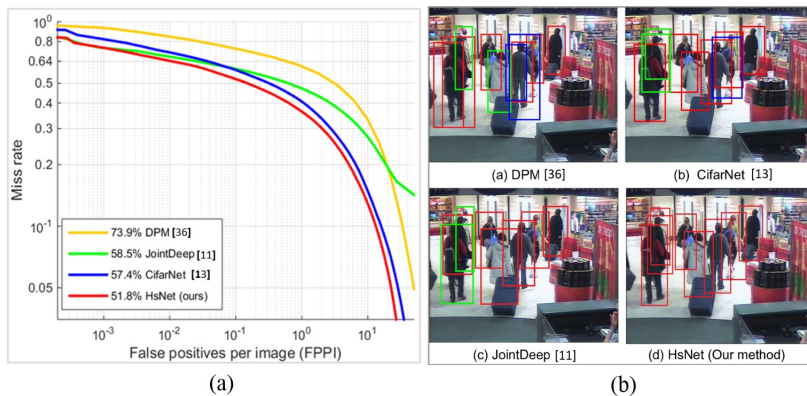 Miss rate
10⁰
0.8
0.64
0.5
0.4
0.3
0.2
10⁻¹
0.05
73.9% DPM [36]
58.5% JointDeep [11]
57.4% CifarNet [13]
51.8% HsNet (ours)
10⁻³ 10⁻² 10⁻¹ 10⁰ 10¹
False positives per image (FPPI)
(a)
(a) DPM [36] (b) CifarNet [13]
(c) JointDeep [11] (d) HsNet (Our method)
(b)